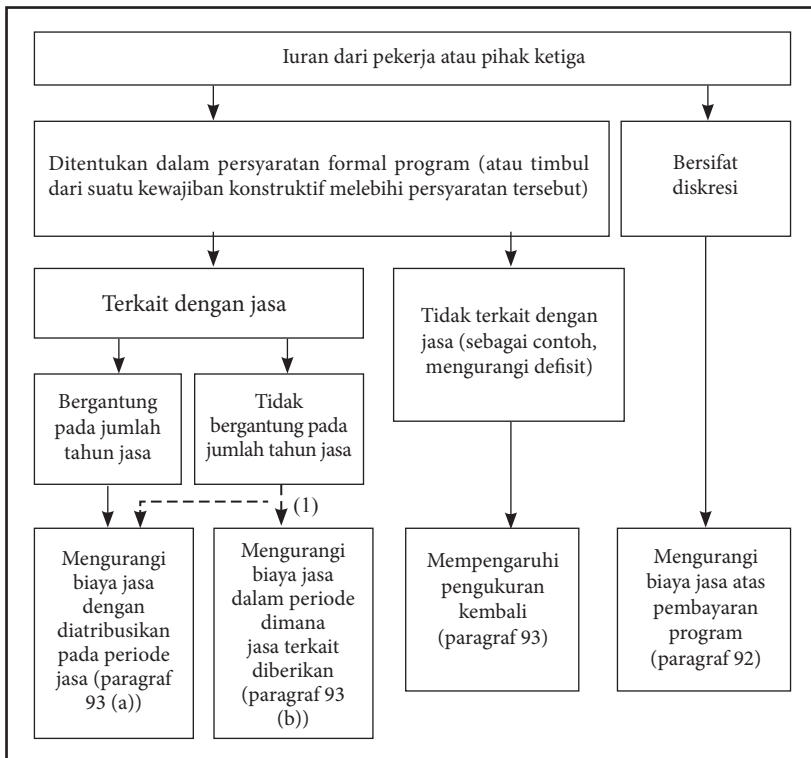 Iuran dari pekerja atau pihak ketiga
Ditentukan dalam persyaratan formal program (atau timbul
dari suatu kewajiban konstruktif melebihi persyaratan tersebut)
Bersifat
diskresi
Terkait dengan jasa
Tidak terkait dengan
jasa (sebagai contoh,
mengurangi defisit)
Bergantung
pada jumlah
tahun jasa
Tidak
bergantung pada
jumlah tahun jasa
(1)
Mengurangi
biaya jasa
dengan
diatribusikan
pada periode
jasa (paragraf
93 (a))
Mengurangi
biaya jasa
dalam periode
dimana
jasa terkait
diberikan
(paragraf 93
(b))
Mempengaruhi
pengukuran
kembali
(paragraf 93)
Mengurangi
biaya jasa atas
pembayaran
program
(paragraf 92)